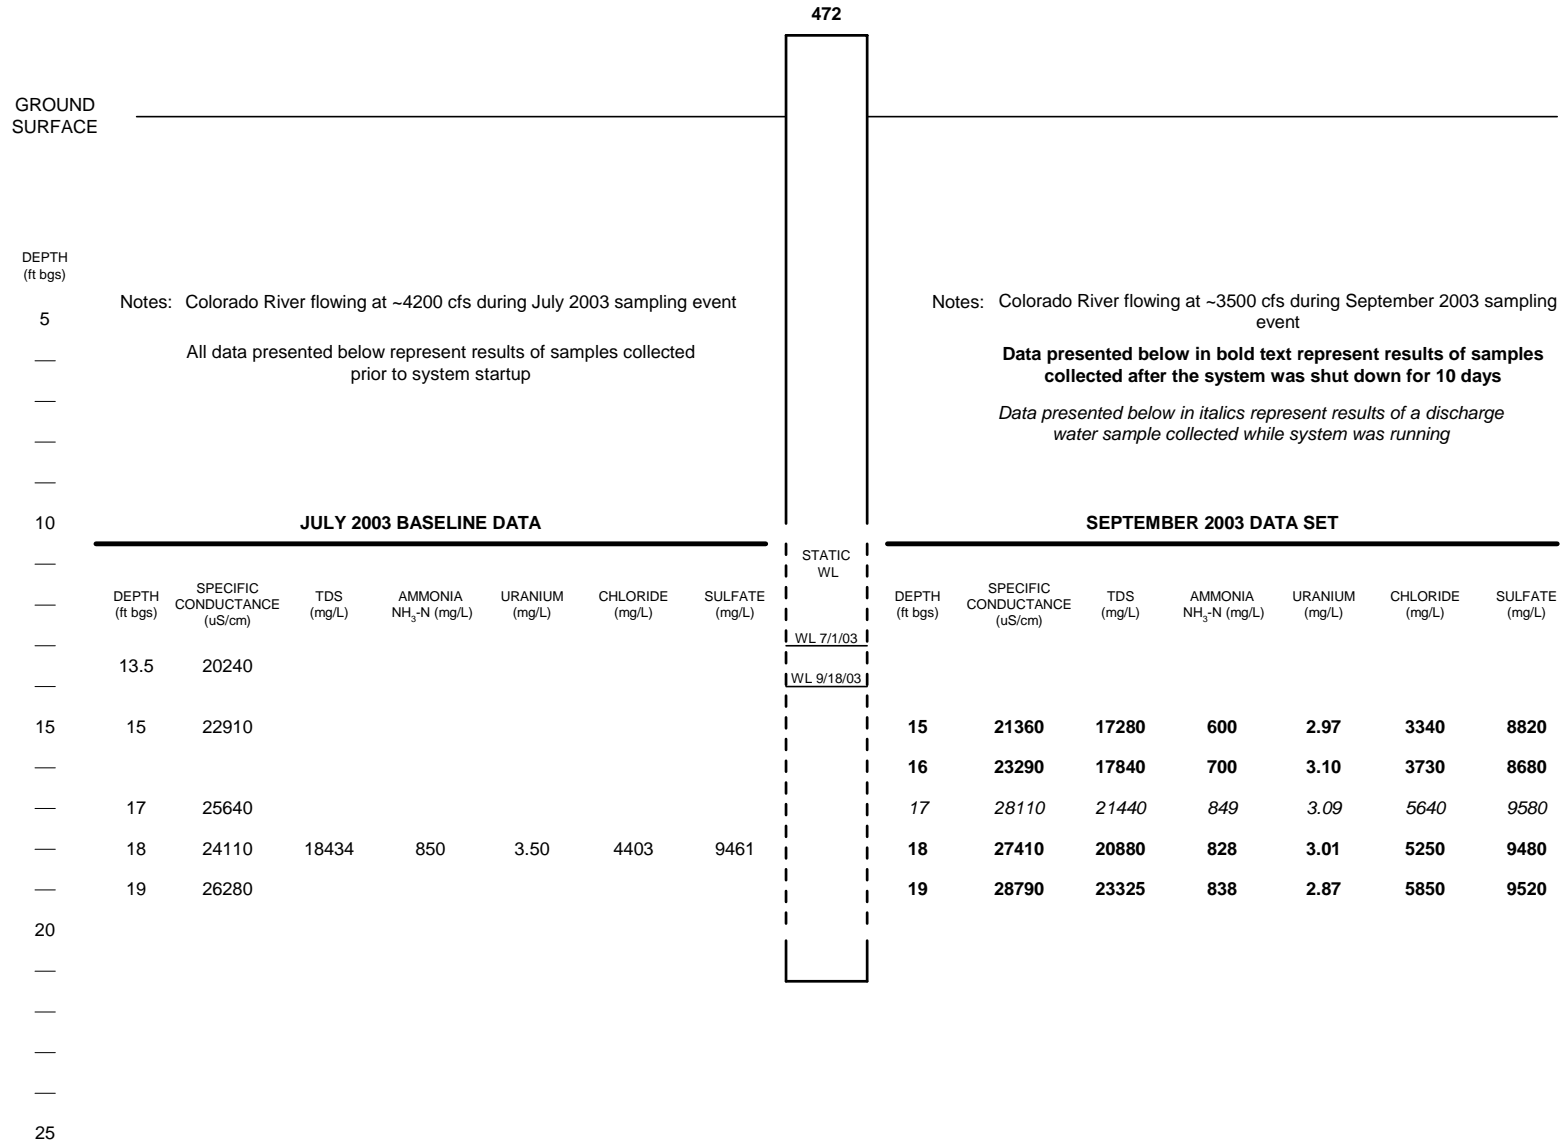 472
GROUND
SURFACE
DEPTH
(ft bgs)
Notes: Colorado River flowing at ~4200 cfs during July 2003 sampling event
All data presented below represent results of samples collected
prior to system startup
Notes: Colorado River flowing at ~3500 cfs during September 2003 sampling
event
Data presented below in bold text represent results of samples
collected after the system was shut down for 10 days
Data presented below in italics represent results of a discharge
water sample collected while system was running
5
10
JULY 2003 BASELINE DATA
SEPTEMBER 2003 DATA SET
STATIC
WL
DEPTH (ft bgs) SPECIFIC CONDUCTANCE (uS/cm) TDS (mg/L) AMMONIA NH3-N (mg/L) URANIUM (mg/L) CHLORIDE (mg/L) SULFATE (mg/L)
DEPTH (ft bgs) SPECIFIC CONDUCTANCE (uS/cm) TDS (mg/L) AMMONIA NH3-N (mg/L) URANIUM (mg/L) CHLORIDE (mg/L) SULFATE (mg/L)
WL 7/1/03
13.5 20240
WL 9/18/03
15 15 22910 15 21360 17280 600 2.97 3340 8820
16 23290 17840 700 3.10 3730 8680
17 25640 17 28110 21440 849 3.09 5640 9580
18 24110 18434 850 3.50 4403 9461 18 27410 20880 828 3.01 5250 9480
19 26280 19 28790 23325 838 2.87 5850 9520
20
25